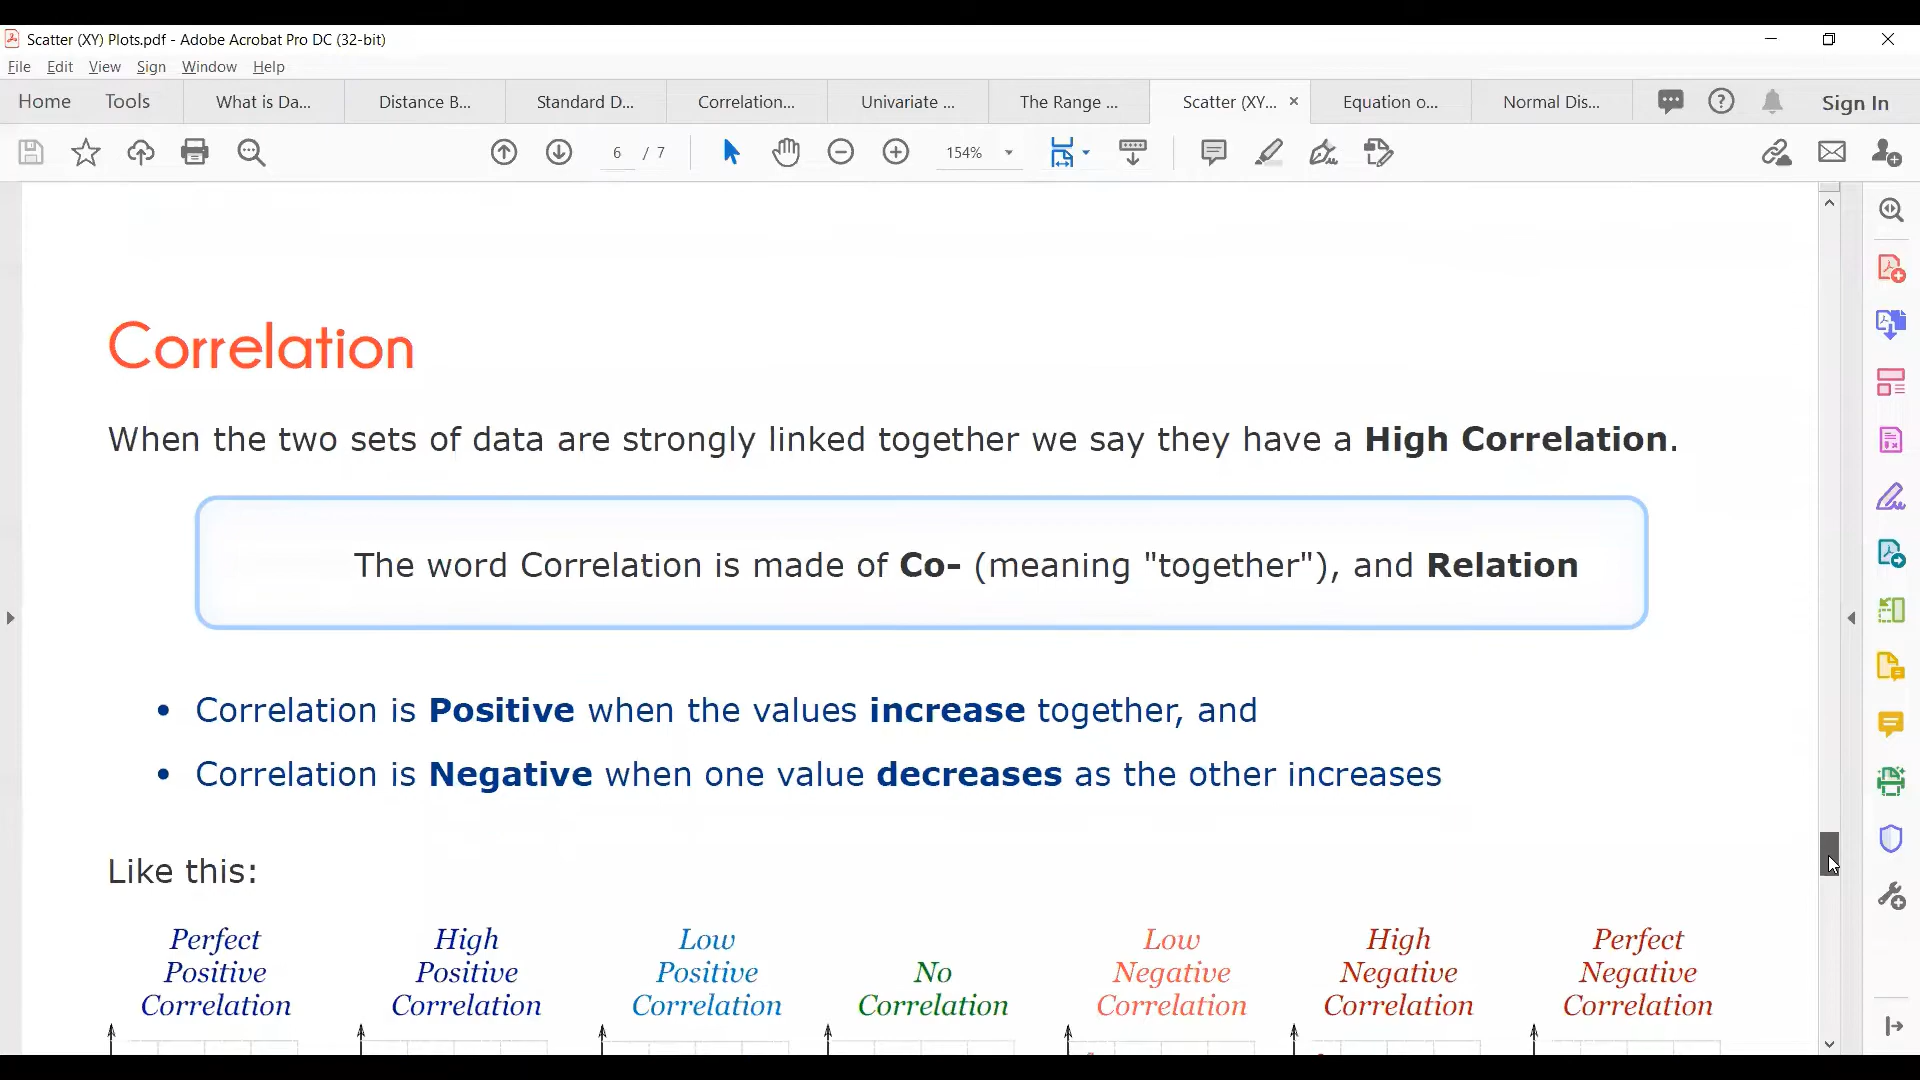 Scatter (XY) Plots.pdf - Adobe Acrobat Pro DC (32-bit)
File Edit View Sign Window Help
Home Tools What is Da... Distance B... Standard D... Correlation... Univariate ... The Range ... Scatter (XY... × Equation o... Normal Dis... Sign In
6 / 7 154%
Correlation
When the two sets of data are strongly linked together we say they have a High Correlation.
The word Correlation is made of Co- (meaning "together"), and Relation
• Correlation is Positive when the values increase together, and
• Correlation is Negative when one value decreases as the other increases
Like this:
Perfect Positive Correlation
High Positive Correlation
Low Positive Correlation
No Correlation
Low Negative Correlation
High Negative Correlation
Perfect Negative Correlation